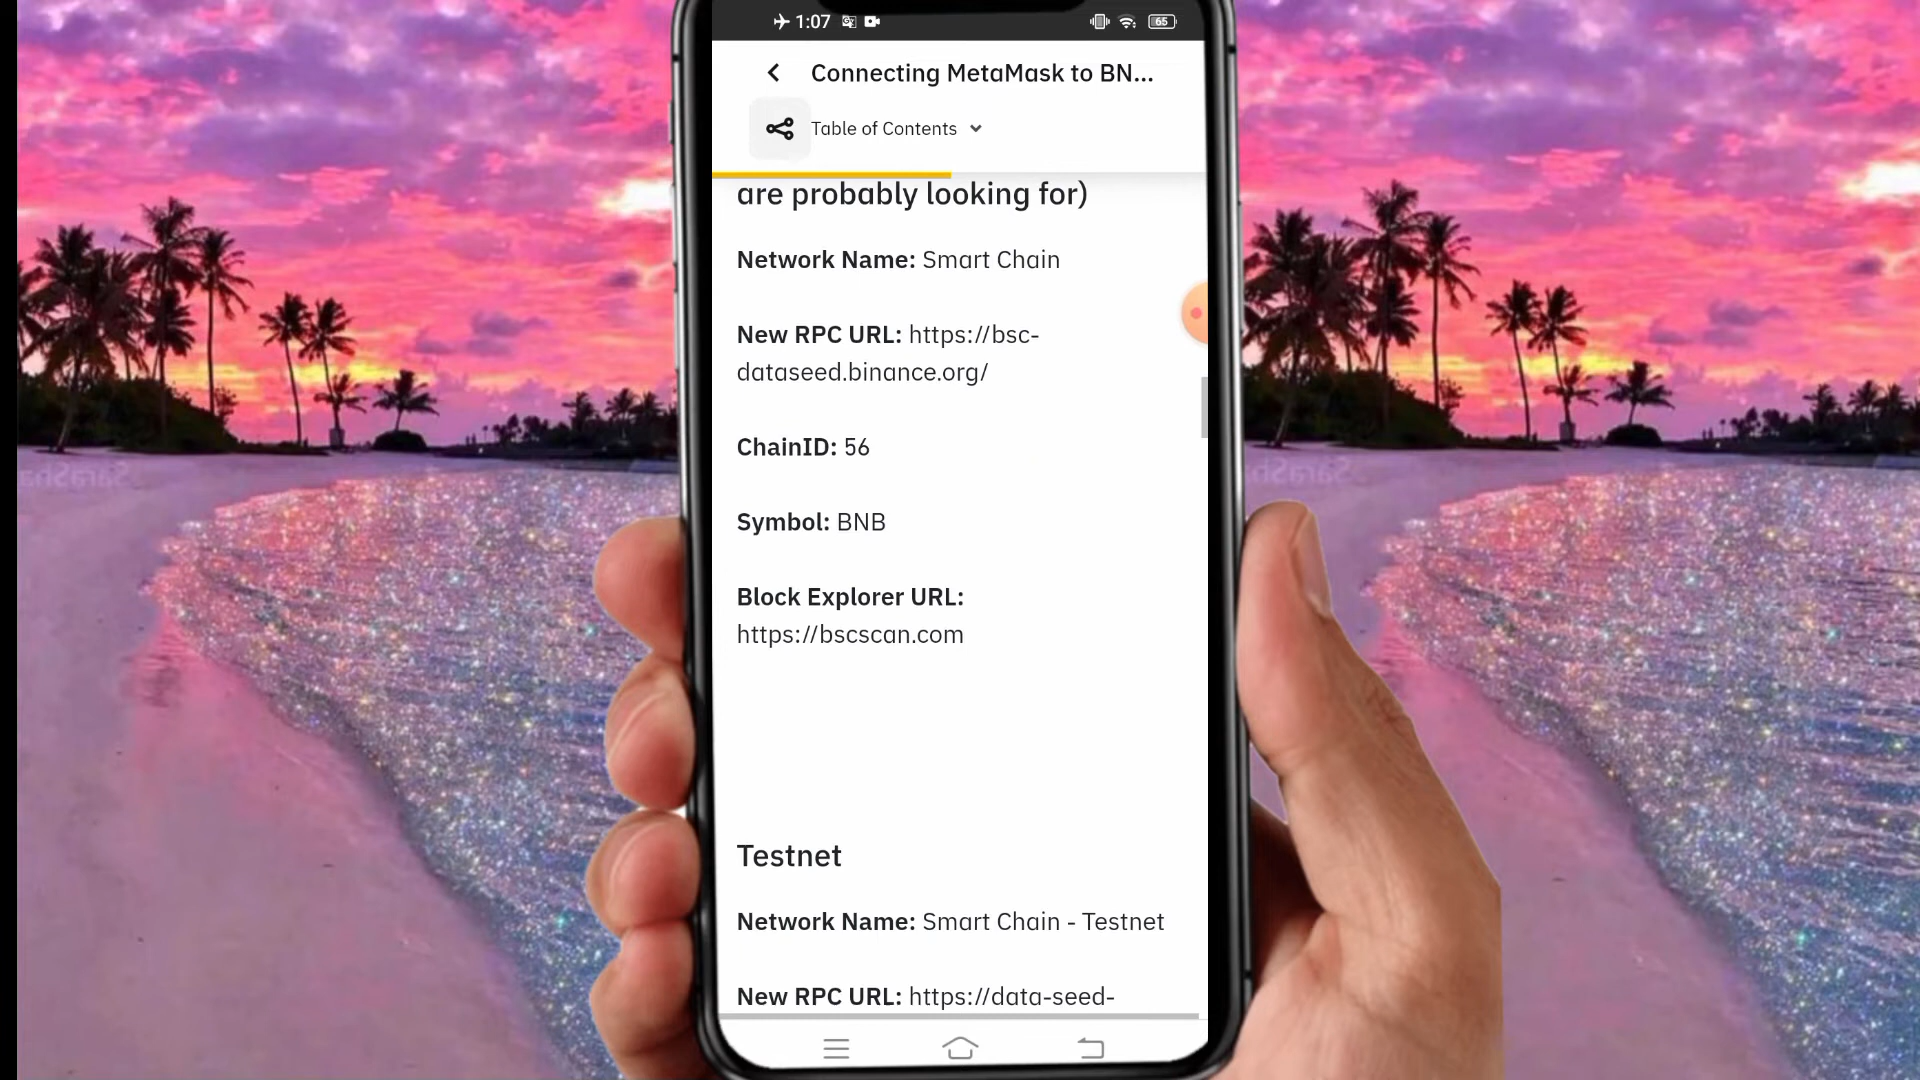 1:07
65
Connecting MetaMask to BN...
Table of Contents
are probably looking for)
Network Name: Smart Chain
New RPC URL: https://bsc-
dataseed.binance.org/
ChainID: 56
Symbol: BNB
Block Explorer URL:
https://bscscan.com
Testnet
Network Name: Smart Chain - Testnet
New RPC URL: https://data-seed-